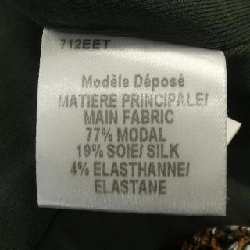 712EET
Modèle Déposé
MATIERE PRINCIPALE/
MAIN FABRIC
77% MODAL
19% SOIE/ SILK
4% ELASTHANNE/
ELASTANE